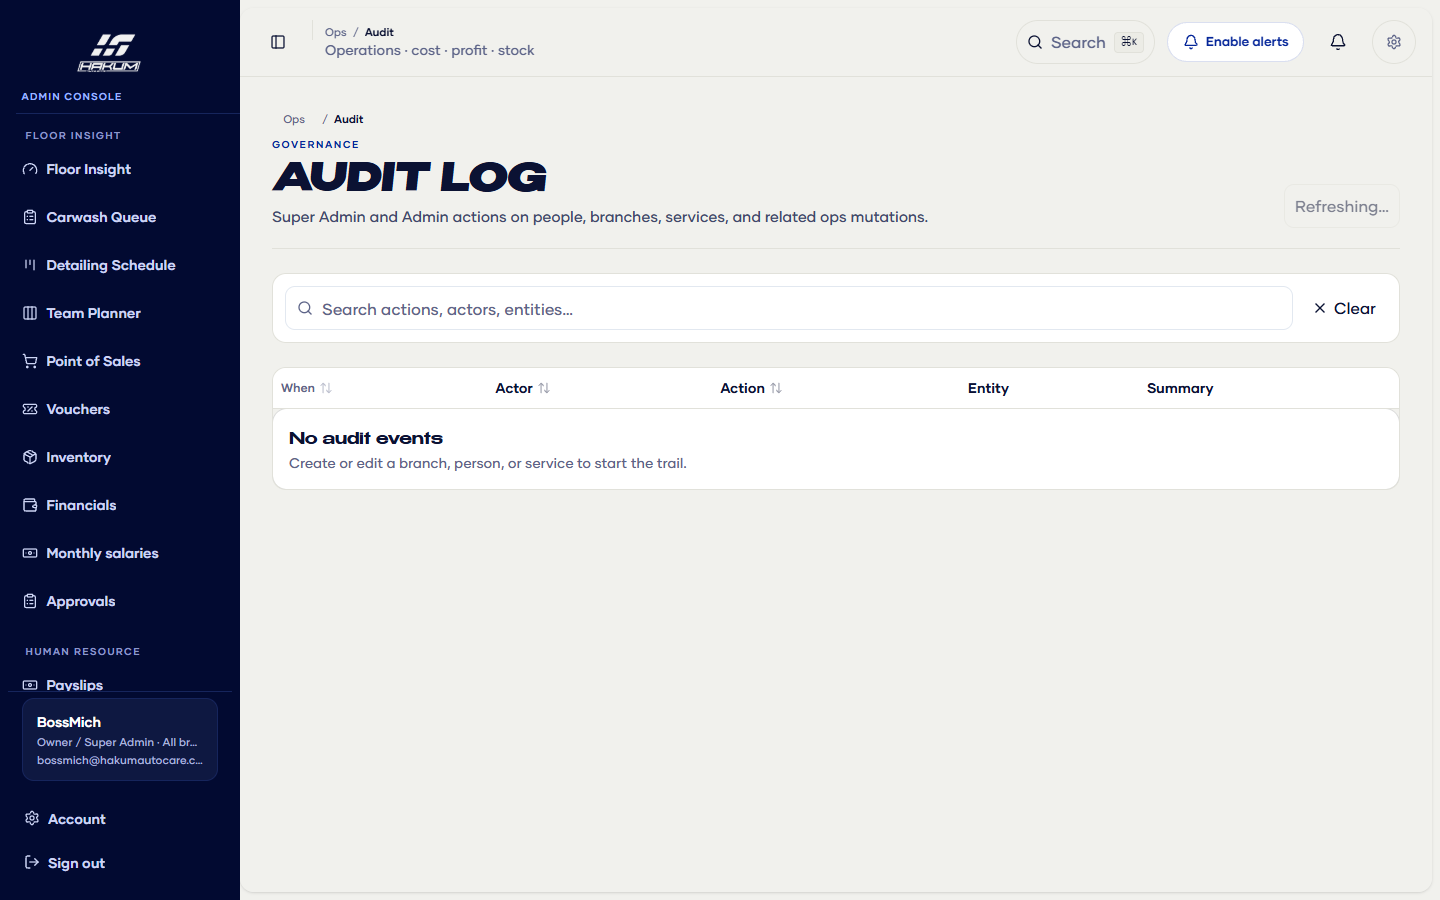 HAKUM
ADMIN CONSOLE
FLOOR INSIGHT
Floor Insight
Carwash Queue
Detailing Schedule
Team Planner
Point of Sales
Vouchers
Inventory
Financials
Monthly salaries
Approvals
HUMAN RESOURCE
Payslips
BossMich
Owner / Super Admin · All br...
bossmich@hakumautocare.c...
Account
Sign out
Ops / Audit
Operations · cost · profit · stock
Search ⌘K
Enable alerts
Ops / Audit
GOVERNANCE
AUDIT LOG
Super Admin and Admin actions on people, branches, services, and related ops mutations.
Refreshing...
Search actions, actors, entities...
Clear
When Actor Action Entity Summary
No audit events
Create or edit a branch, person, or service to start the trail.